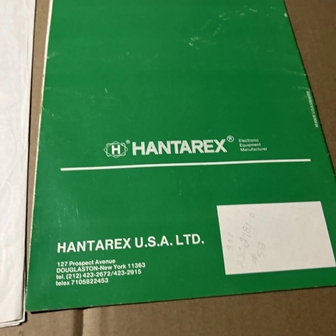 H
HANTAREX®
Electronic
Equipment
Manufacturer
HANTAREX U.S.A. LTD.
127 Prospect Avenue
DOUGLASTON-New York 11363
tel. (212) 423-2672/423-2915
telex 7105822453